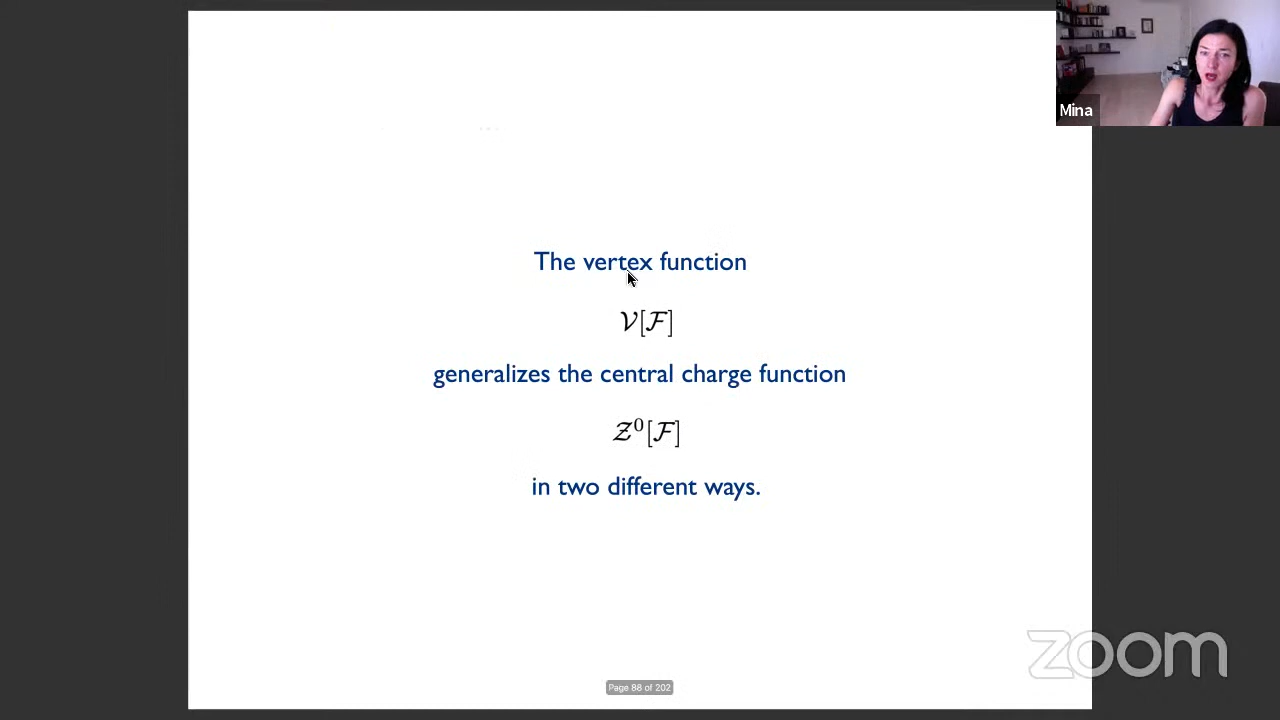 Mina
The vertex function
𝒱[ℱ]
generalizes the central charge function
𝒵⁰[ℱ]
in two different ways.
Page 88 of 202
zoom